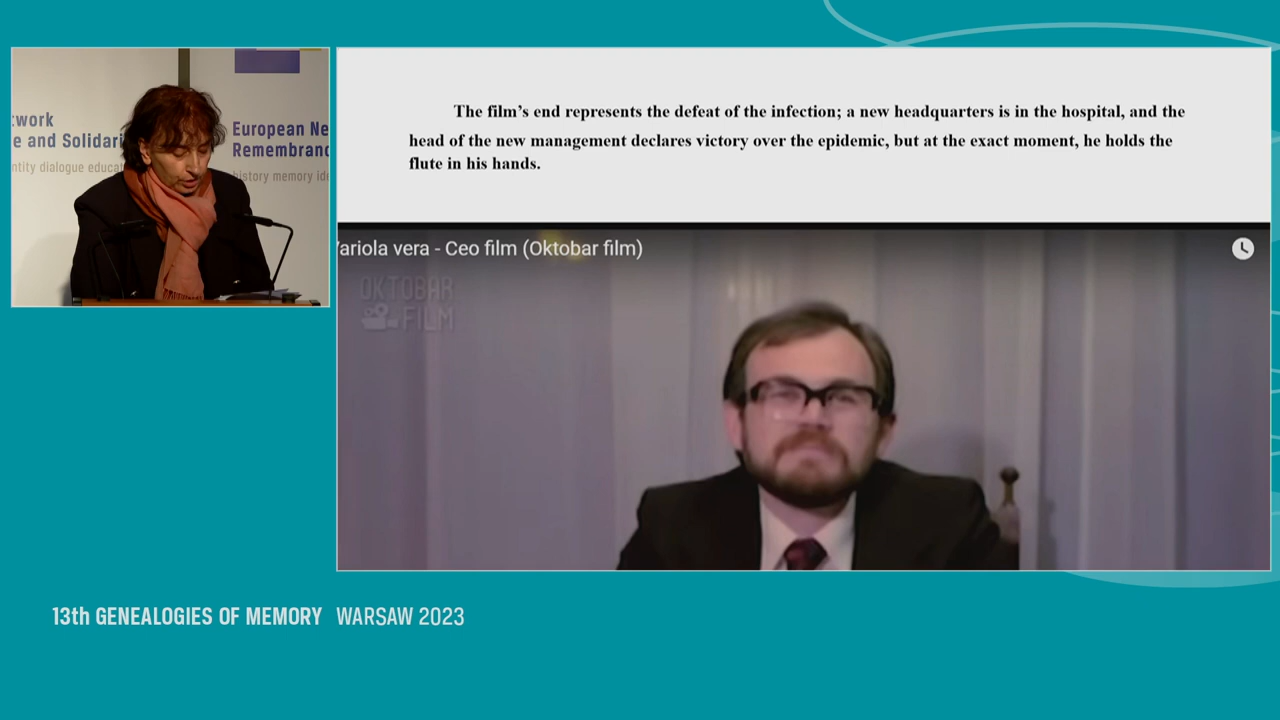 twork
e and Solidari
ntity dialogue educat
European Ne
Remembranc
history memory ide
The film’s end represents the defeat of the infection; a new headquarters is in the hospital, and the
head of the new management declares victory over the epidemic, but at the exact moment, he holds the
flute in his hands.
Variola vera - Ceo film (Oktobar film)
OKTOBAR
FILM
13th GENEALOGIES OF MEMORY WARSAW 2023